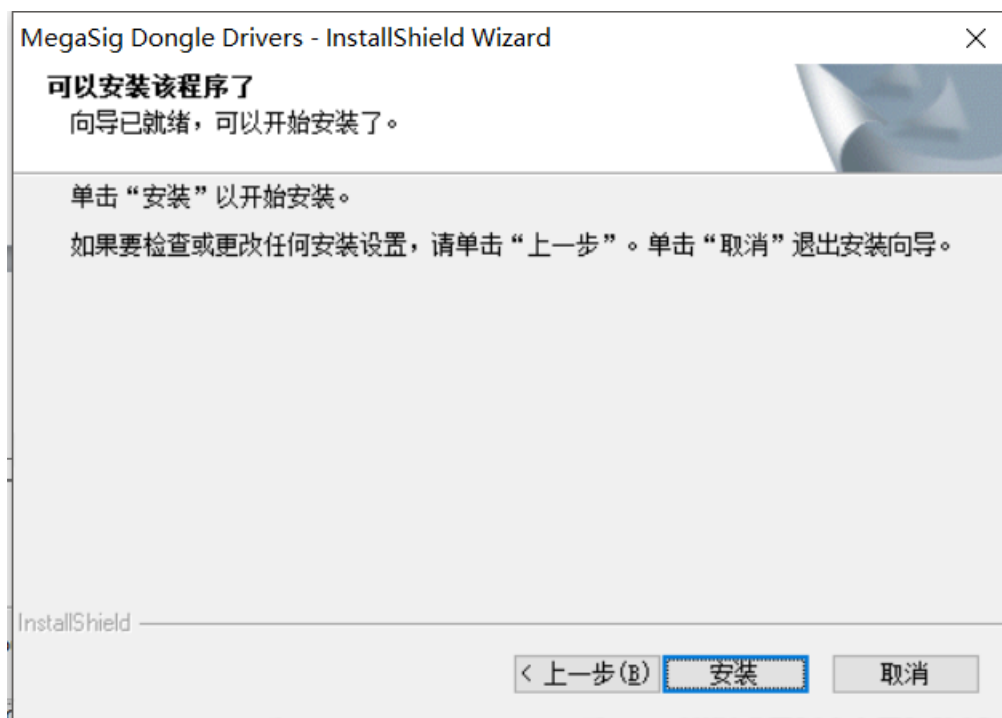 MegaSig Dongle Drivers - InstallShield Wizard
可以安装该程序了
向导已就绪，可以开始安装了。
单击“安装”以开始安装。
如果要检查或更改任何安装设置，请单击“上一步”。单击“取消”退出安装向导。
InstallShield
< 上一步(B) 安装 取消